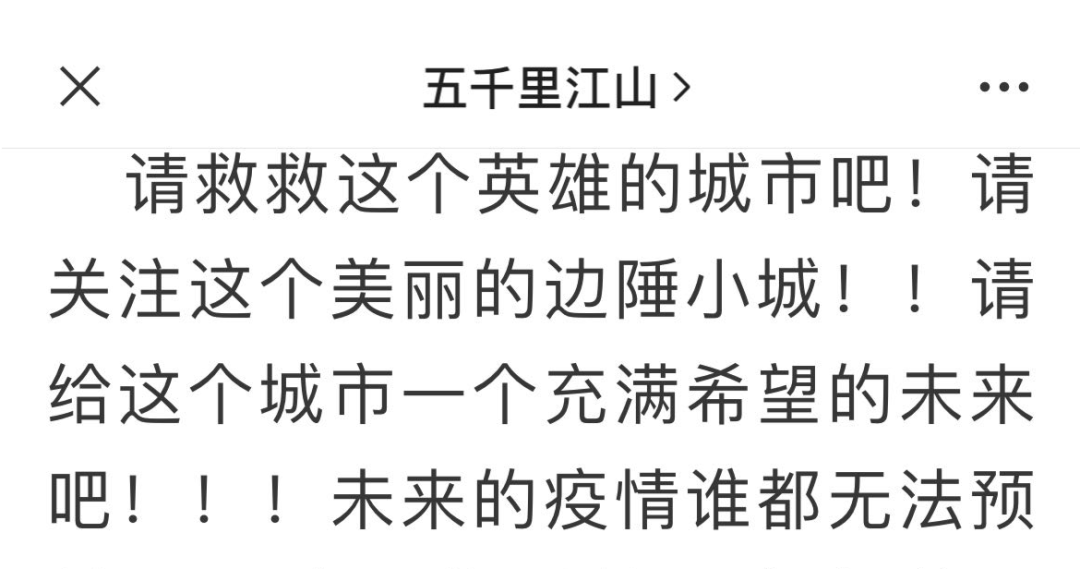 五千里江山
请救救这个英雄的城市吧！请
关注这个美丽的边陲小城！！请
给这个城市一个充满希望的未来
吧！！！未来的疫情谁都无法预